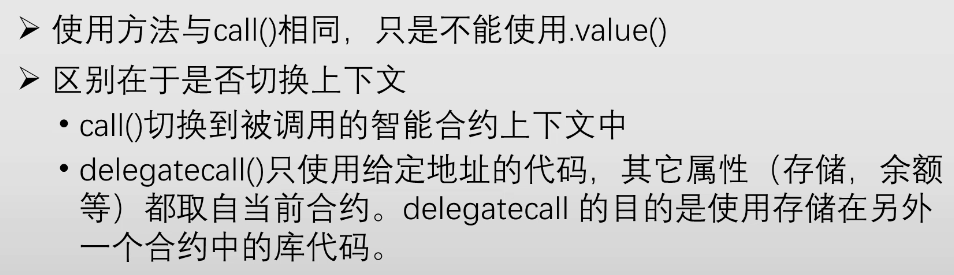 ➢ 使用方法与call()相同，只是不能使用.value()
➢ 区别在于是否切换上下文
• call()切换到被调用的智能合约上下文中
• delegatecall()只使用给定地址的代码，其它属性（存储，余额
等）都取自当前合约。delegatecall 的目的是使用存储在另外
一个合约中的库代码。